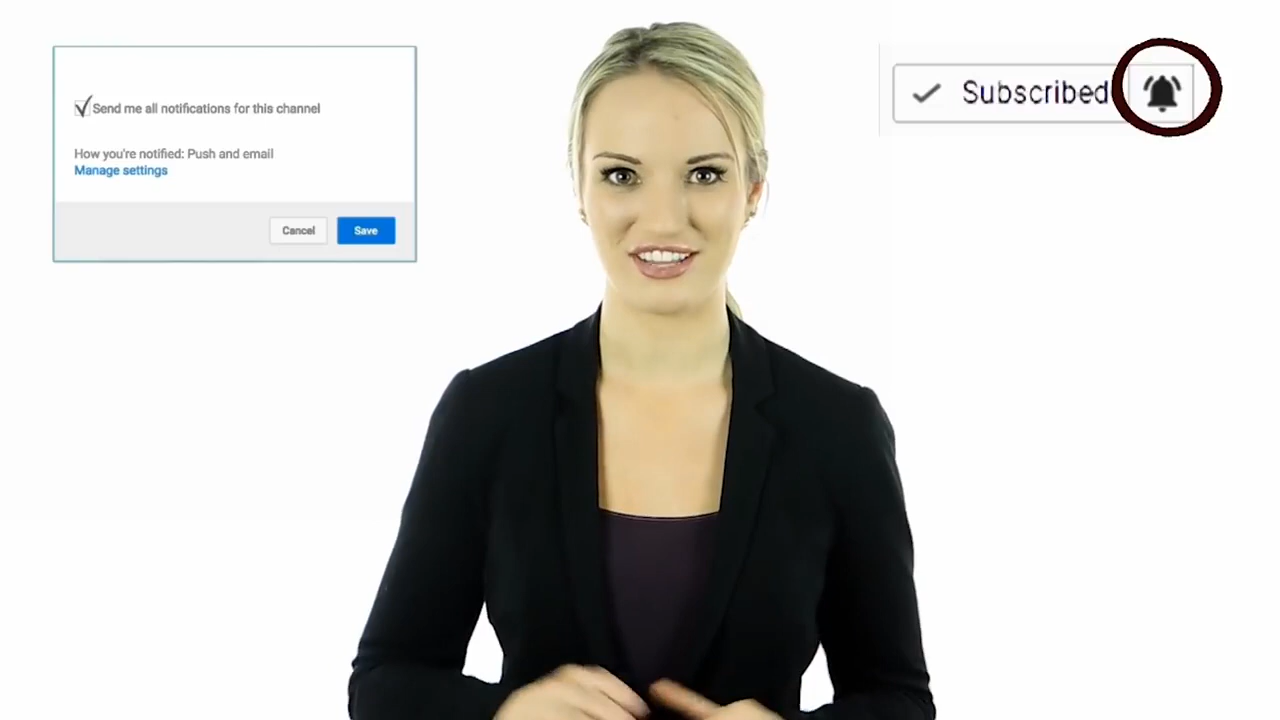 Send me all notifications for this channel
How you're notified: Push and email
Manage settings
Cancel
Save
Subscribed